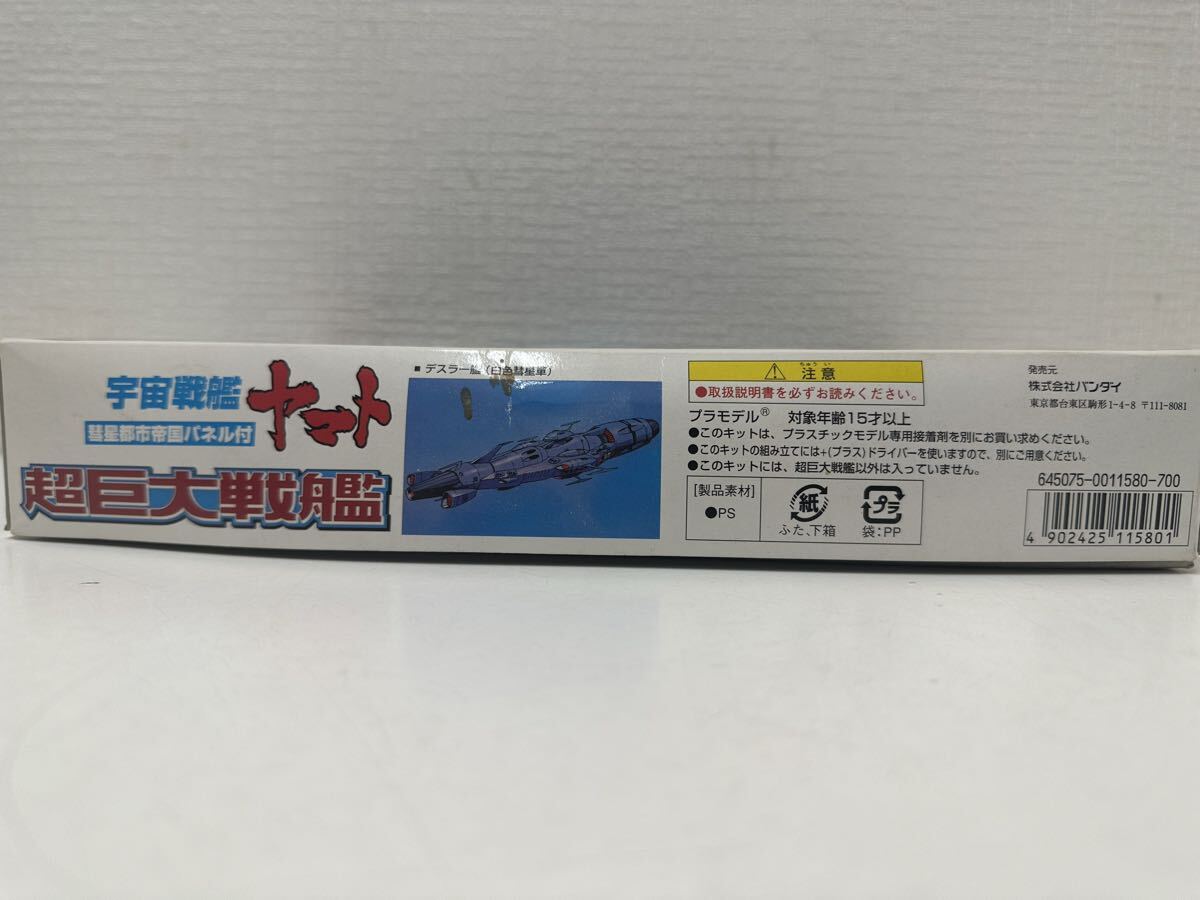 宇宙戦艦
ヤマト
彗星都市帝国パネル付
超巨大戦艦
■ デスラー艦(白色彗星軍)
ちゅうい
注意
●取扱説明書を必ずお読みください。
プラモデル® 対象年齢15才以上
●このキットは、プラスチックモデル専用接着剤を別にお買い求めください。
●このキットの組み立てには+(プラス)ドライバーを使いますので、別にご用意ください。
●このキットには、超巨大戦艦以外は入っていません。
[製品素材]
●PS
紙
ふた、下箱
プラ
袋:PP
発売元
株式会社バンダイ
東京都台東区駒形1-4-8 〒111-8081
645075-0011580-700
4 902425 115801